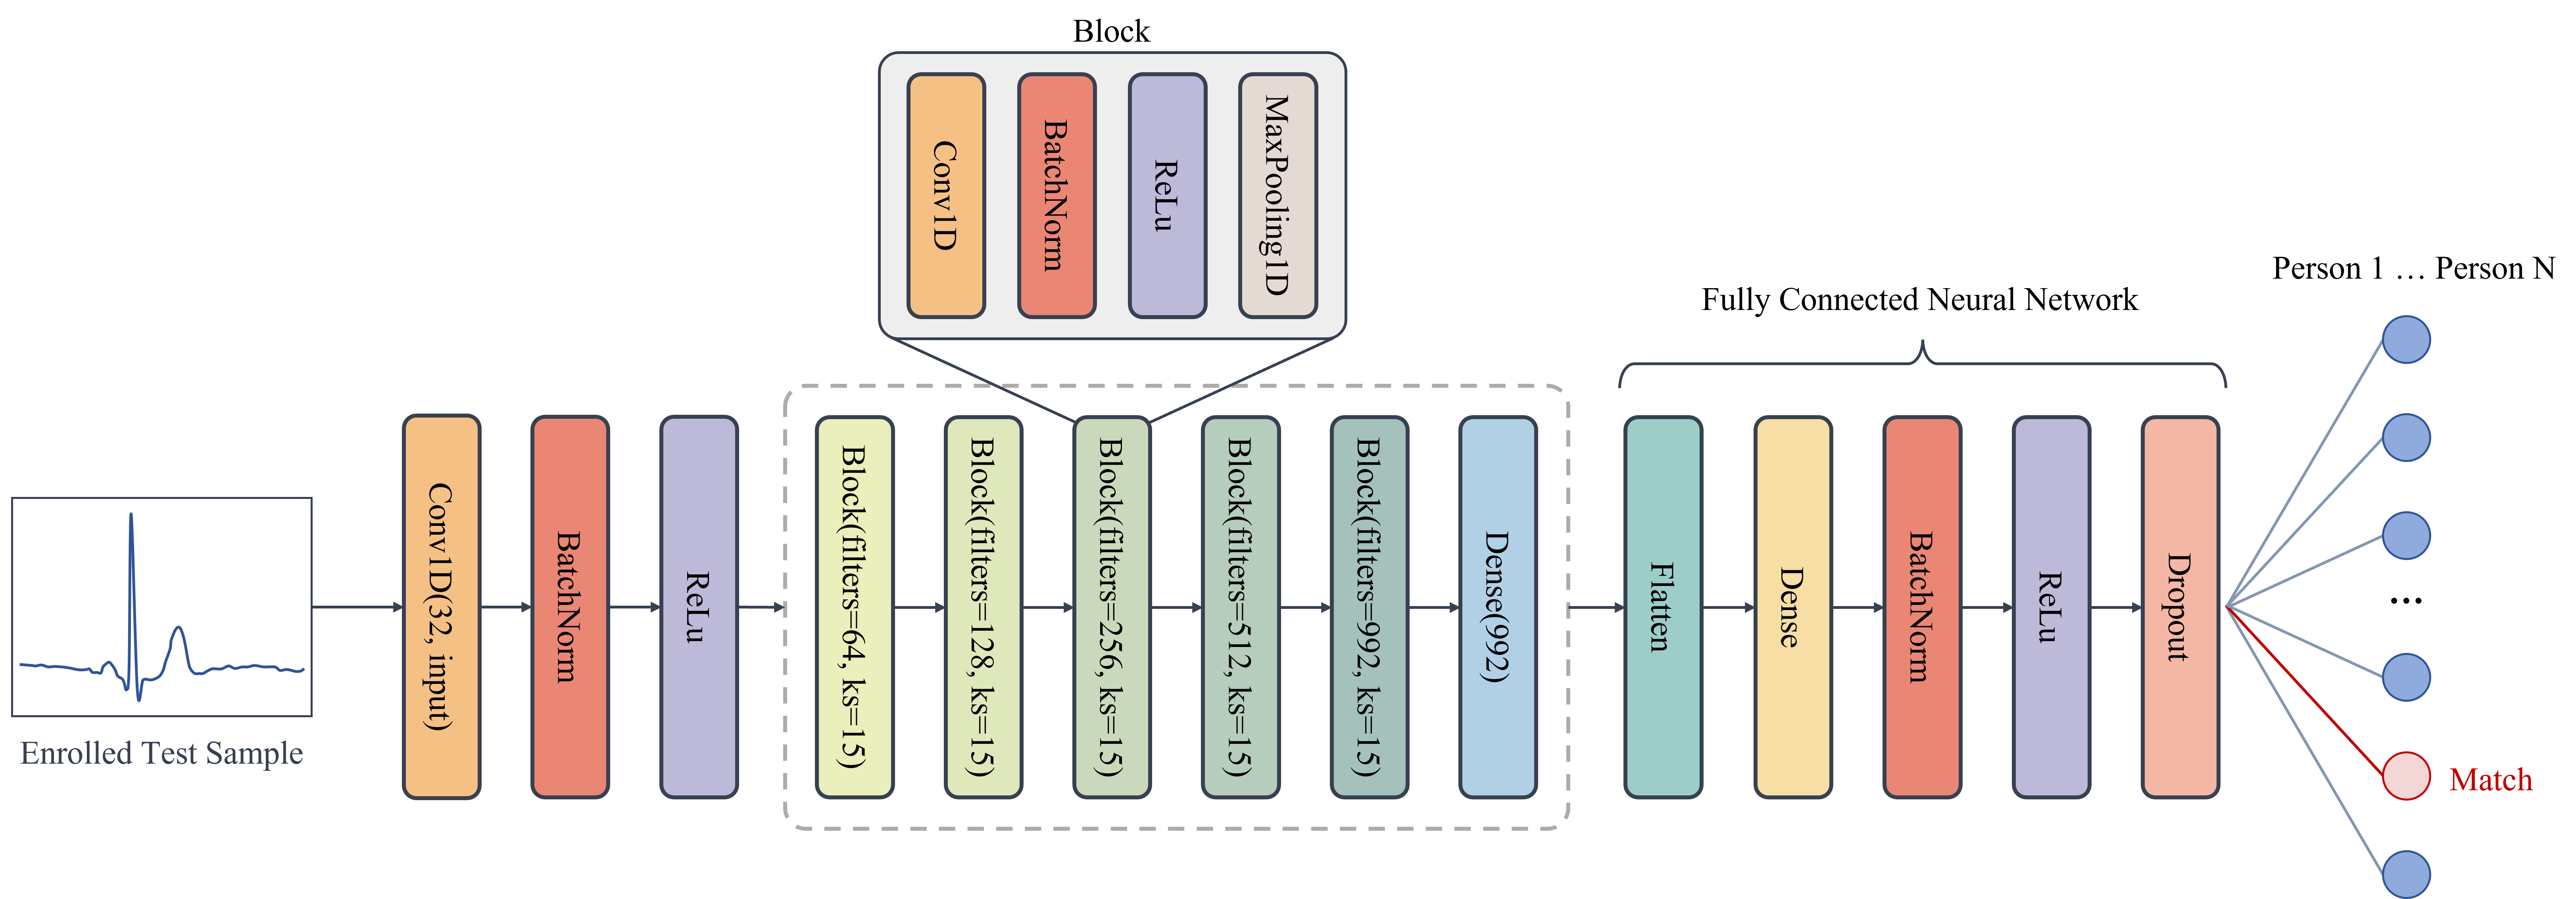 Block
Conv1D
BatchNorm
ReLu
MaxPooling1D
Person 1 … Person N
Fully Connected Neural Network
Enrolled Test Sample
Conv1D(32, input)
BatchNorm
ReLu
Block(filters=64, ks=15)
Block(filters=128, ks=15)
Block(filters=256, ks=15)
Block(filters=512, ks=15)
Block(filters=992, ks=15)
Dense(992)
Flatten
Dense
BatchNorm
ReLu
Dropout
...
Match